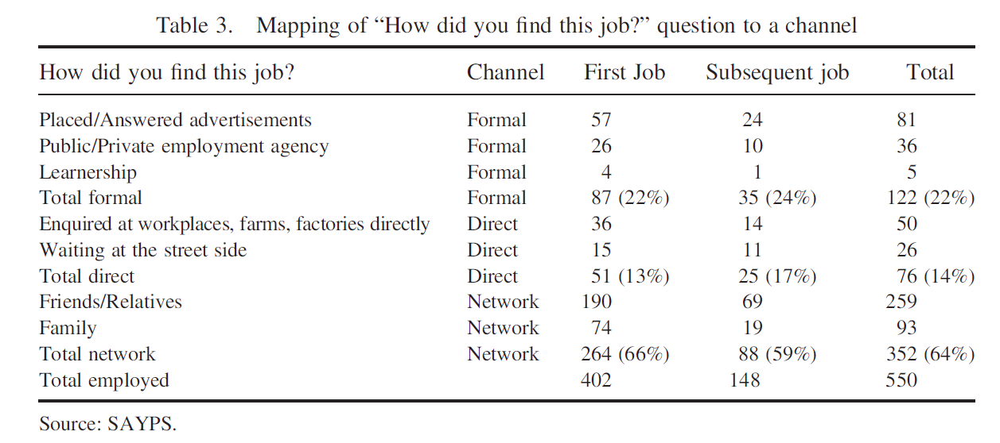 Table 3. Mapping of “How did you find this job?” question to a channel
How did you find this job? Channel First Job Subsequent job Total
Placed/Answered advertisements Formal 57 24 81
Public/Private employment agency Formal 26 10 36
Learnership Formal 4 1 5
Total formal Formal 87 (22%) 35 (24%) 122 (22%)
Enquired at workplaces, farms, factories directly Direct 36 14 50
Waiting at the street side Direct 15 11 26
Total direct Direct 51 (13%) 25 (17%) 76 (14%)
Friends/Relatives Network 190 69 259
Family Network 74 19 93
Total network Network 264 (66%) 88 (59%) 352 (64%)
Total employed 402 148 550
Source: SAYPS.